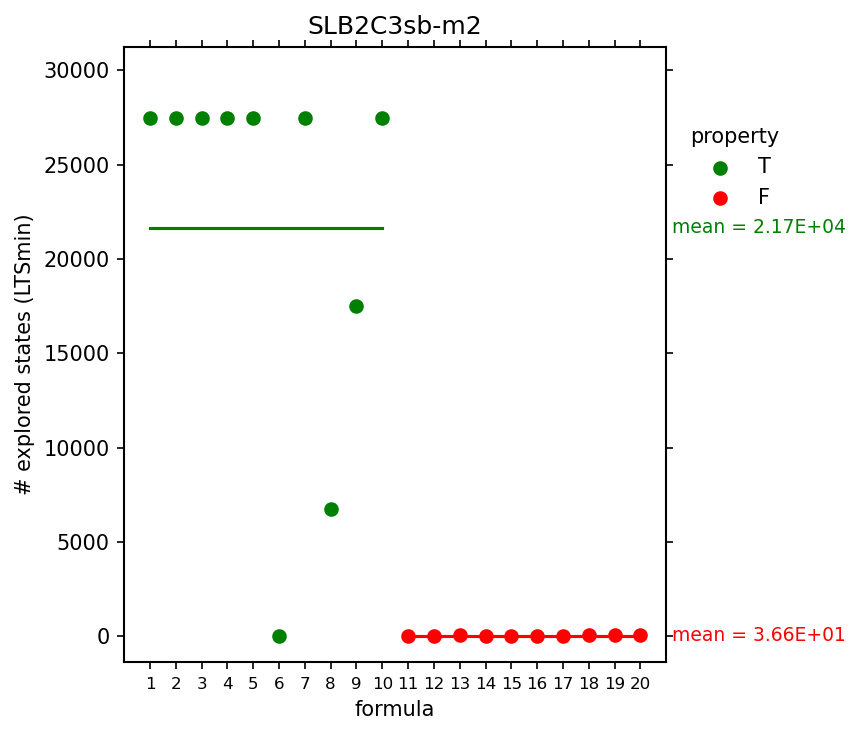 SLB2C3sb-m2
30000
25000
20000
15000
10000
5000
0
# explored states (LTSmin)
1 2 3 4 5 6 7 8 9 10 11 12 13 14 15 16 17 18 19 20
formula
property
T
F
mean = 2.17E+04
mean = 3.66E+01